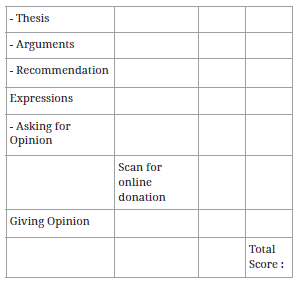 - Thesis
- Arguments
- Recommendation
Expressions
- Asking for
Opinion
Scan for
online
donation
Giving Opinion
Total
Score :